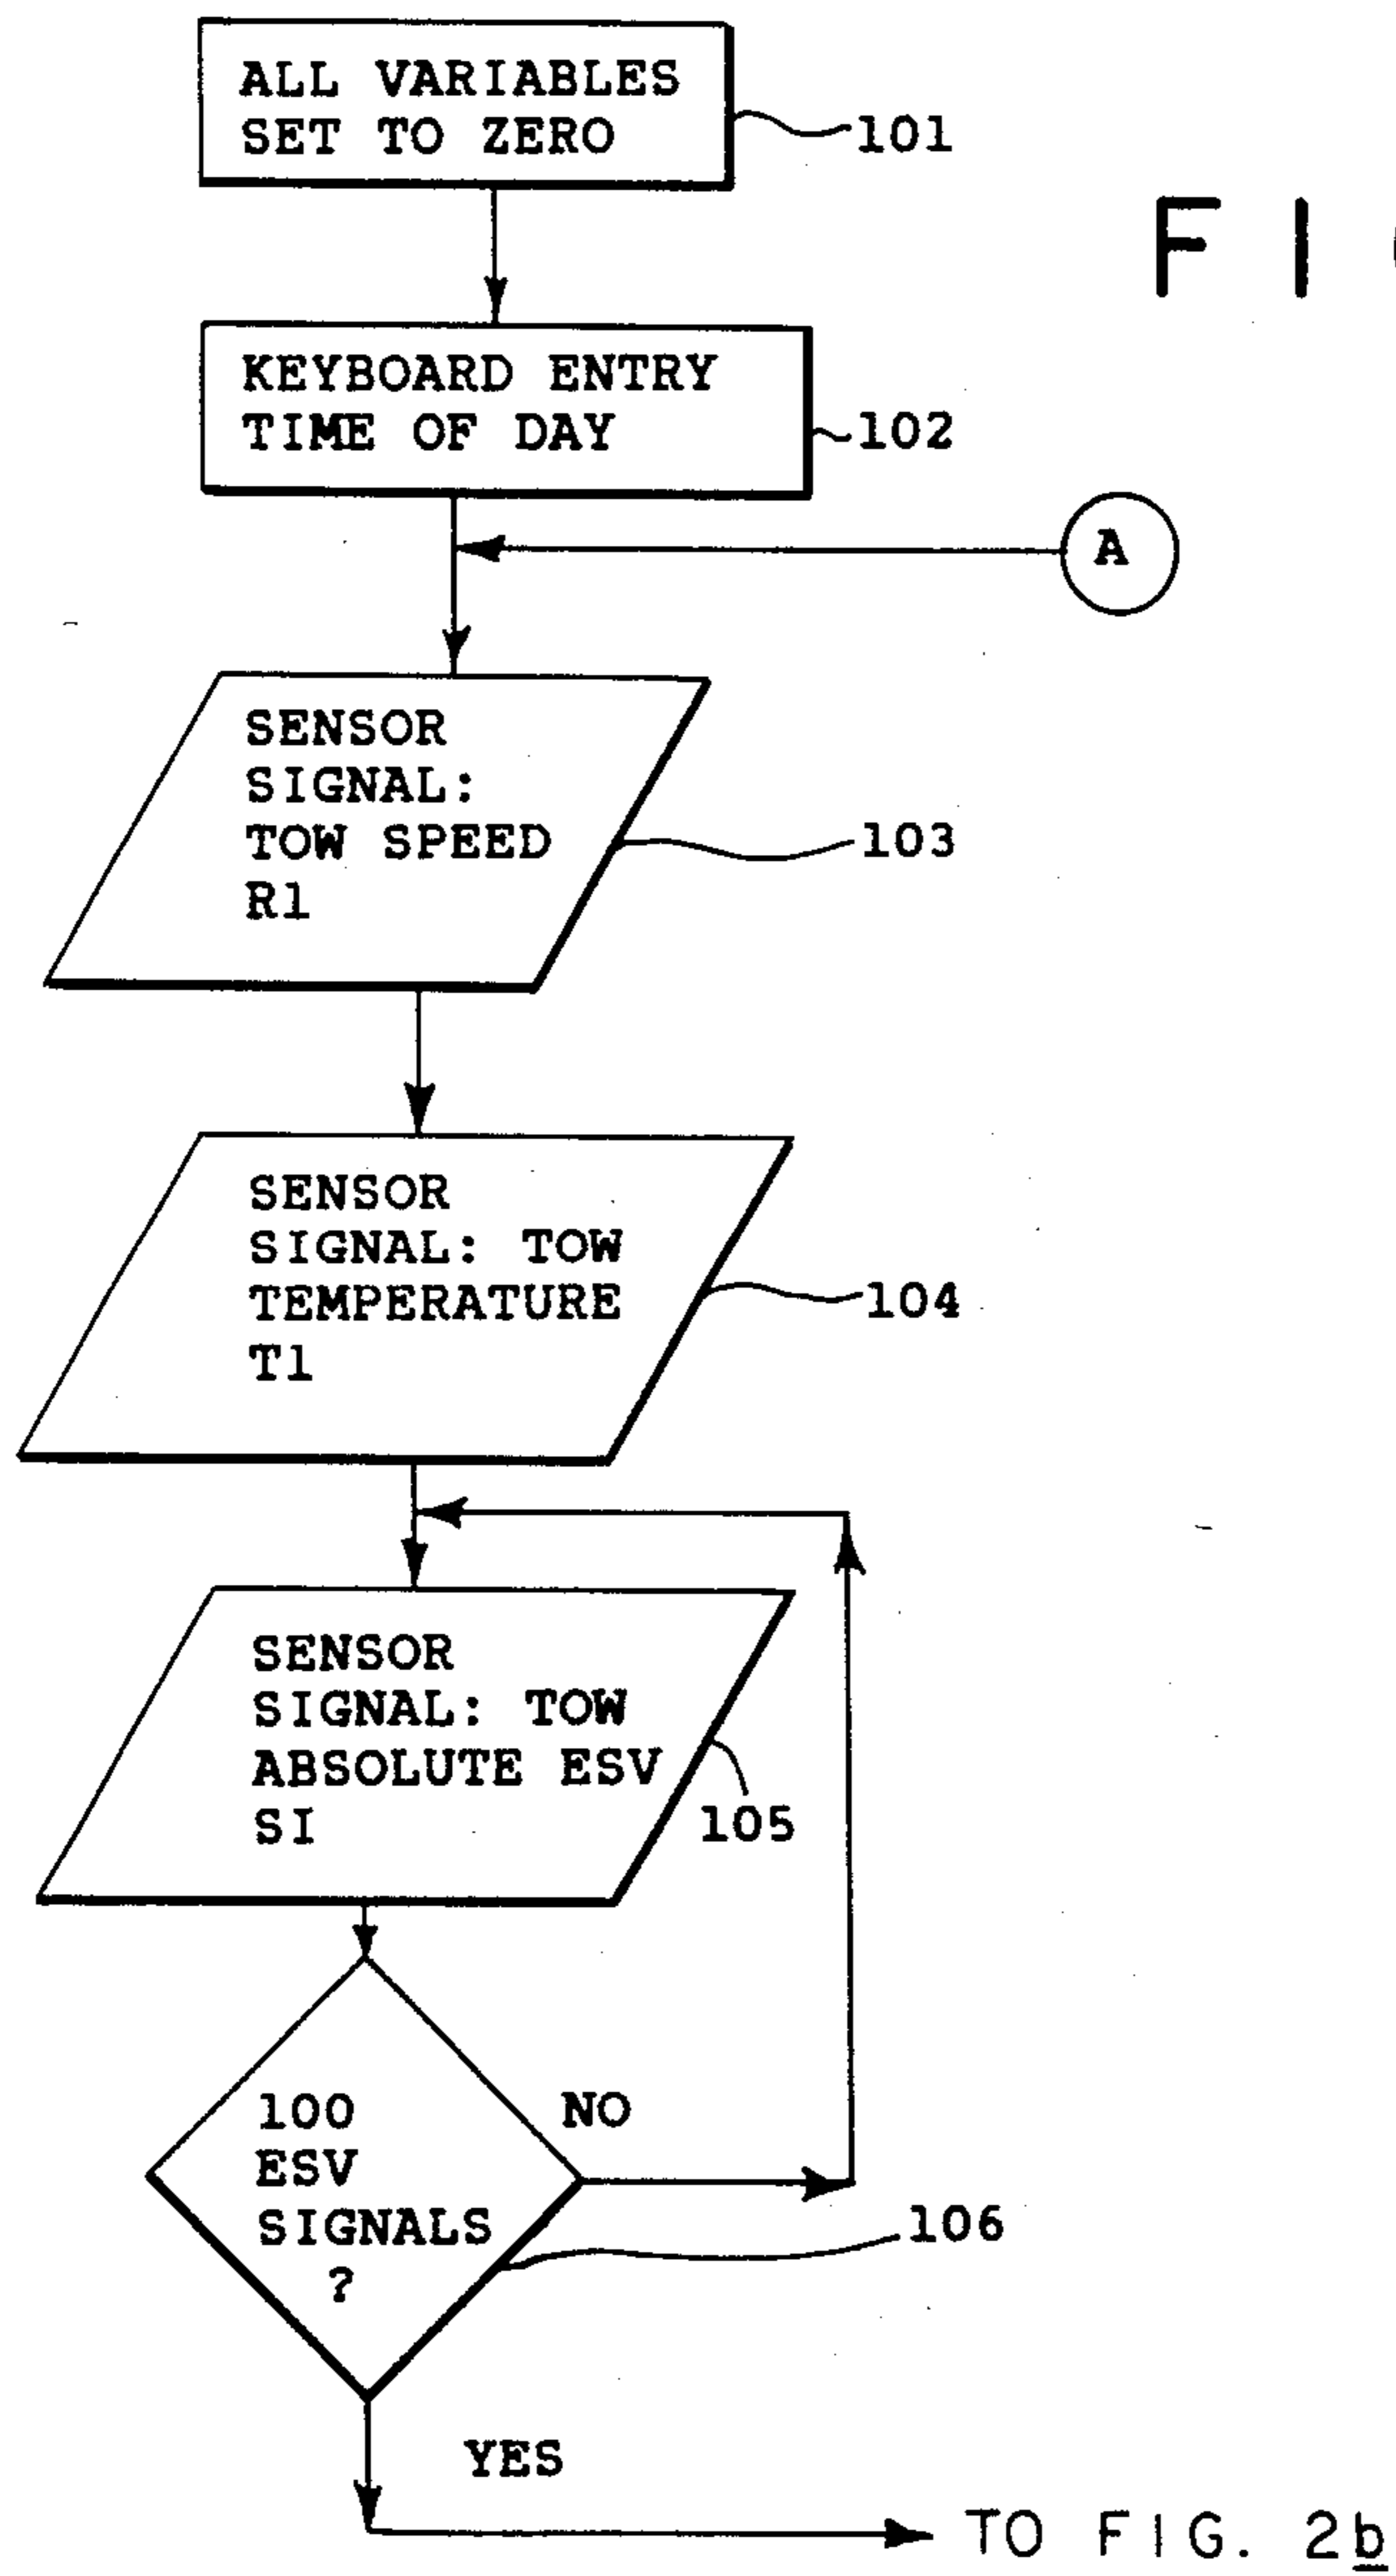 ALL VARIABLES
SET TO ZERO
101
F I
KEYBOARD ENTRY
TIME OF DAY
102
A
SENSOR
SIGNAL:
TOW SPEED
R1
103
SENSOR
SIGNAL: TOW
TEMPERATURE
T1
104
SENSOR
SIGNAL: TOW
ABSOLUTE ESV
SI
105
100
ESV
SIGNALS
?
NO
106
YES
TO FIG. 2b